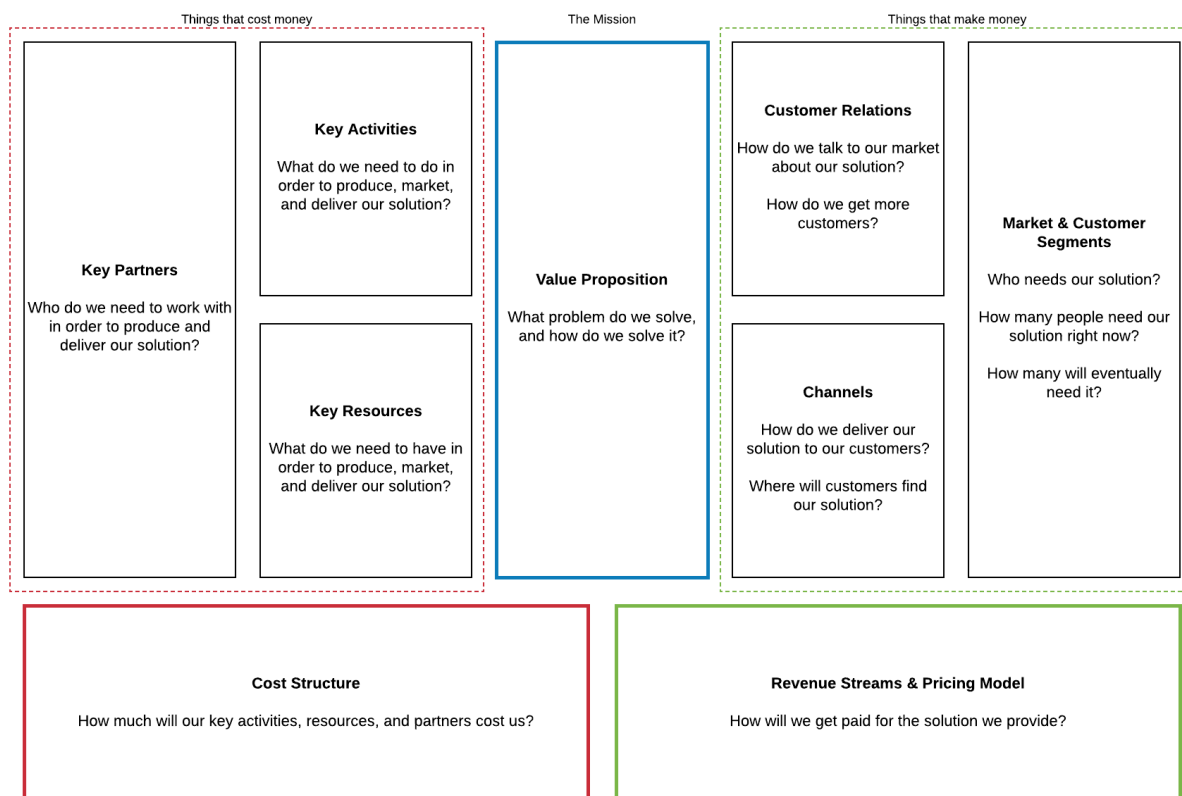 Things that cost money
The Mission
Things that make money
Key Partners
Who do we need to work with
in order to produce and
deliver our solution?
Key Activities
What do we need to do in
order to produce, market,
and deliver our solution?
Key Resources
What do we need to have in
order to produce, market,
and deliver our solution?
Value Proposition
What problem do we solve,
and how do we solve it?
Customer Relations
How do we talk to our market
about our solution?
How do we get more
customers?
Channels
How do we deliver our
solution to our customers?
Where will customers find
our solution?
Market & Customer
Segments
Who needs our solution?
How many people need our
solution right now?
How many will eventually
need it?
Cost Structure
How much will our key activities, resources, and partners cost us?
Revenue Streams & Pricing Model
How will we get paid for the solution we provide?